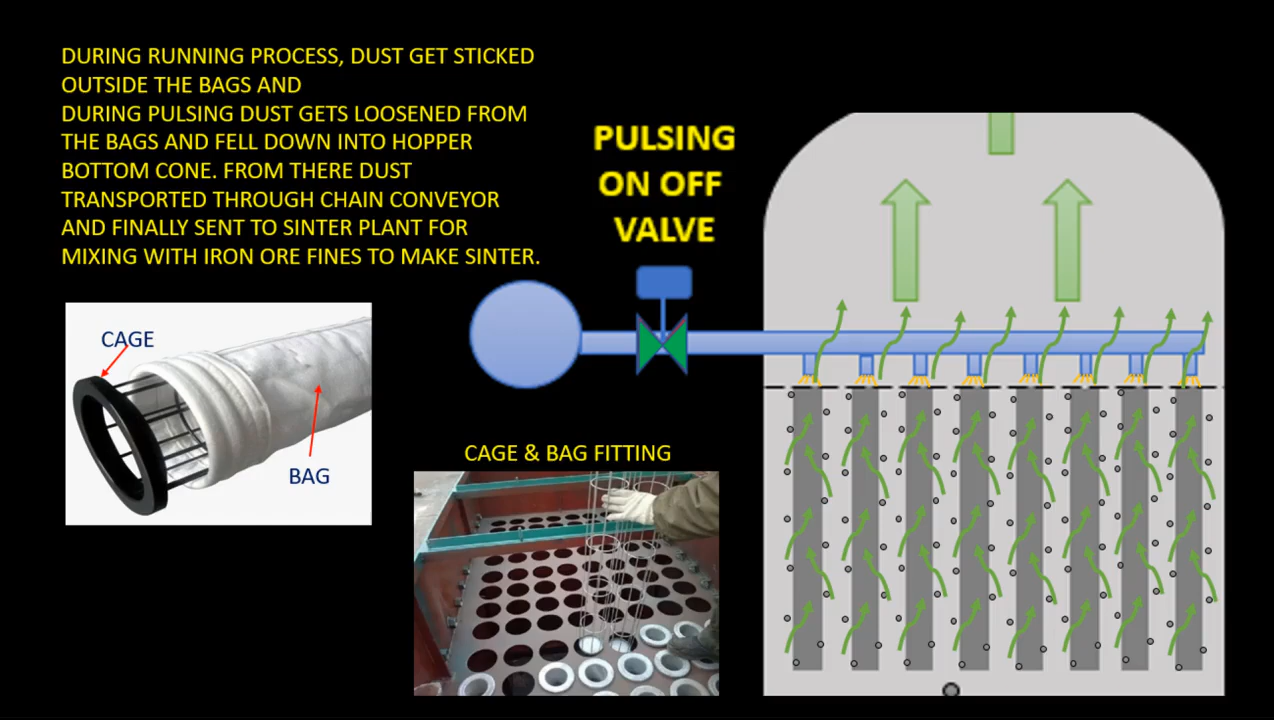 DURING RUNNING PROCESS, DUST GET STICKED
OUTSIDE THE BAGS AND
DURING PULSING DUST GETS LOOSENED FROM
THE BAGS AND FELL DOWN INTO HOPPER
BOTTOM CONE. FROM THERE DUST
TRANSPORTED THROUGH CHAIN CONVEYOR
AND FINALLY SENT TO SINTER PLANT FOR
MIXING WITH IRON ORE FINES TO MAKE SINTER.
PULSING
ON OFF
VALVE
CAGE
BAG
CAGE & BAG FITTING